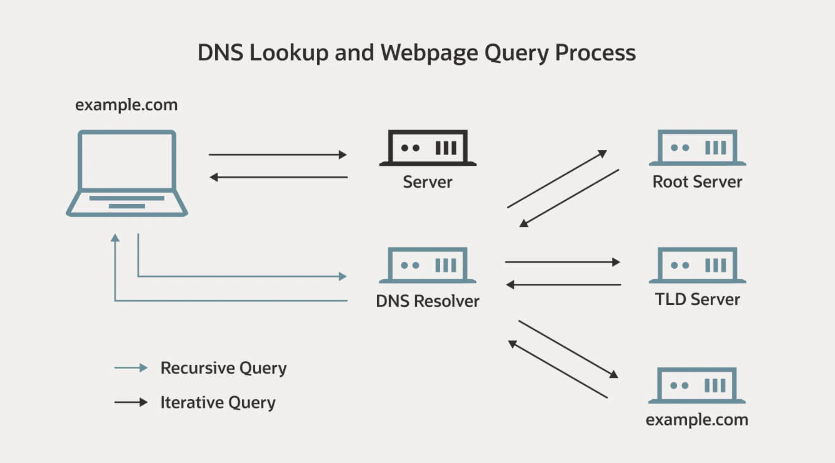 DNS Lookup and Webpage Query Process
example.com
Server
Root Server
DNS Resolver
TLD Server
Recursive Query
Iterative Query
example.com